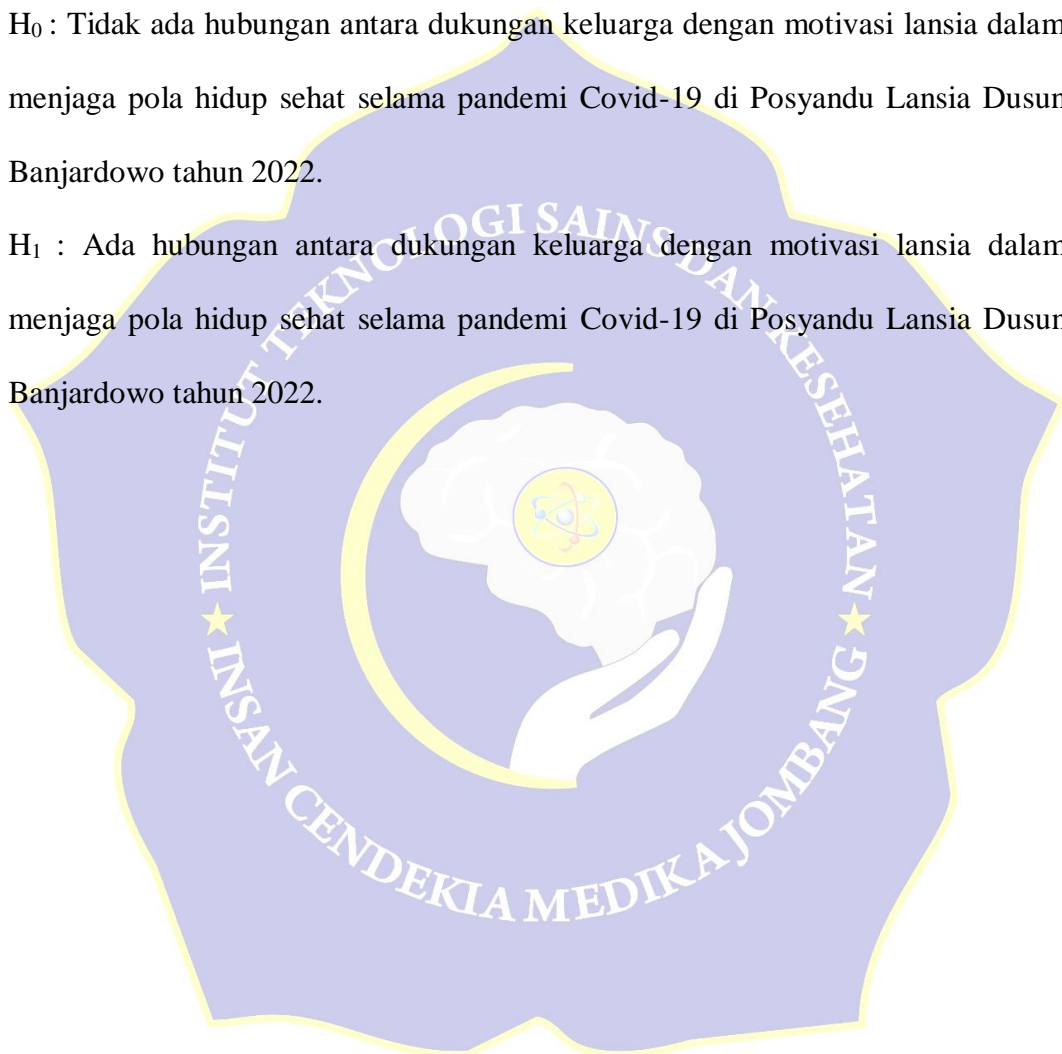 H₀ : Tidak ada hubungan antara dukungan keluarga dengan motivasi lansia dalam
menjaga pola hidup sehat selama pandemi Covid-19 di Posyandu Lansia Dusun
Banjardowo tahun 2022.
H₁ : Ada hubungan antara dukungan keluarga dengan motivasi lansia dalam
menjaga pola hidup sehat selama pandemi Covid-19 di Posyandu Lansia Dusun
Banjardowo tahun 2022.
INSTITUT TEKNOLOGI SAINS DAN KESEHATAN
INSAN CENDEKIA MEDIKA JOMBANG